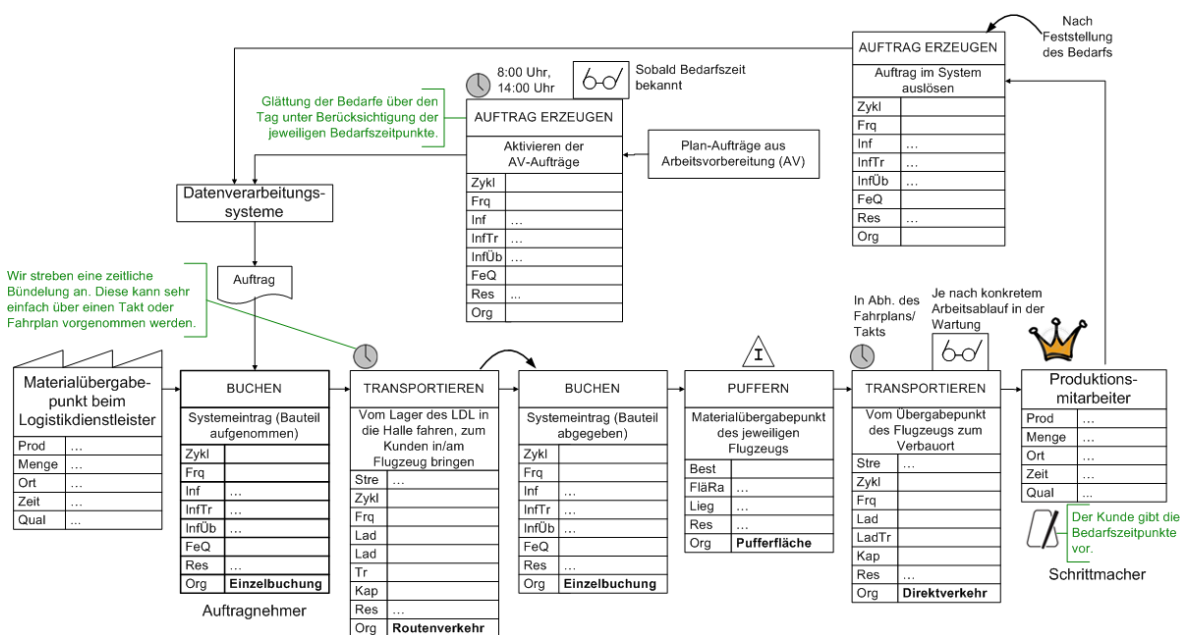 Nach
Feststellung
des Bedarfs
AUFTRAG ERZEUGEN
Auftrag im System
auslösen
Zykl
Frq
Inf …
InfTr …
InfÜb …
FeQ
Res …
Org
8:00 Uhr,
14:00 Uhr
Sobald Bedarfszeit
bekannt
Glättung der Bedarfe über den
Tag unter Berücksichtigung der
jeweiligen Bedarfszeitpunkte.
AUFTRAG ERZEUGEN
Aktivieren der
AV-Aufträge
Zykl
Frq
Inf …
InfTr …
InfÜb …
FeQ
Res ...
Org
Plan-Aufträge aus
Arbeitsvorbereitung (AV)
Datenverarbeitungs-
systeme
Auftrag
Wir streben eine zeitliche
Bündelung an. Diese kann sehr
einfach über einen Takt oder
Fahrplan vorgenommen werden.
Materialübergabe-
punkt beim
Logistikdienstleister
Prod …
Menge …
Ort …
Zeit …
Qual ...
BUCHEN
Systemeintrag (Bauteil
aufgenommen)
Zykl
Frq
Inf …
InfTr …
InfÜb …
FeQ
Res …
Org Einzelbuchung
Auftragnehmer
TRANSPORTIEREN
Vom Lager des LDL in
die Halle fahren, zum
Kunden in/am
Flugzeug bringen
Stre …
Zykl
Frq
Lad
Lad
Tr
Kap
Res …
Org Routenverkehr
BUCHEN
Systemeintrag (Bauteil
abgegeben)
Zykl
Frq
Inf …
InfTr …
InfÜb …
FeQ
Res …
Org Einzelbuchung
I
PUFFERN
Materialübergabepunkt
des jeweiligen
Flugzeugs
Best
FläRa …
Lieg …
Res …
Org Pufferfläche
In Abh. des
Fahrplans/
Takts
Je nach konkretem
Arbeitsablauf in der
Wartung
TRANSPORTIEREN
Vom Übergabepunkt
des Flugzeugs zum
Verbauort
Stre …
Zykl
Frq
Lad
LadTr
Kap
Res …
Org Direktverkehr
Produktions-
mitarbeiter
Prod …
Menge …
Ort …
Zeit …
Qual ...
Der Kunde gibt die
Bedarfszeitpunkte
vor.
Schrittmacher